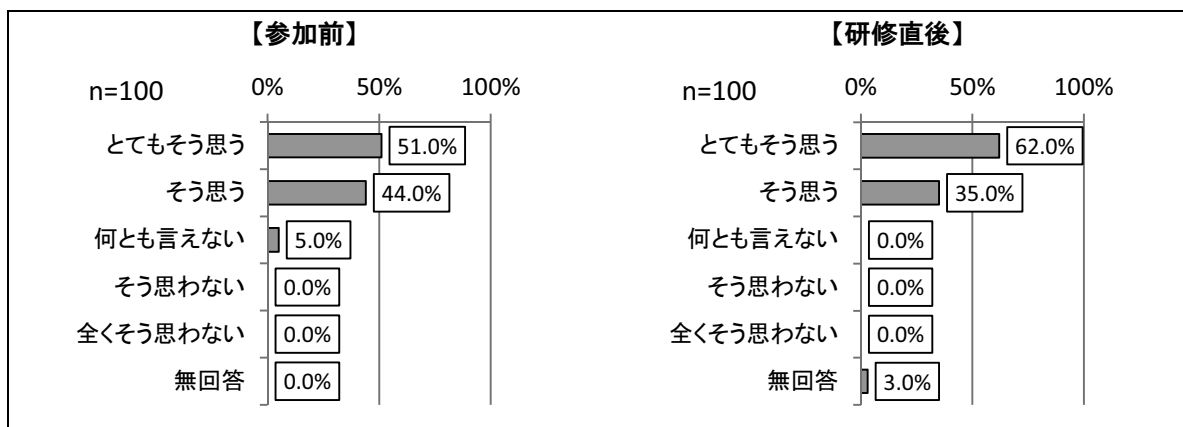 【参加前】
n=100
0% 50% 100%
とてもそう思う 51.0%
そう思う 44.0%
何とも言えない 5.0%
そう思わない 0.0%
全くそう思わない 0.0%
無回答 0.0%
【研修直後】
n=100
0% 50% 100%
とてもそう思う 62.0%
そう思う 35.0%
何とも言えない 0.0%
そう思わない 0.0%
全くそう思わない 0.0%
無回答 3.0%